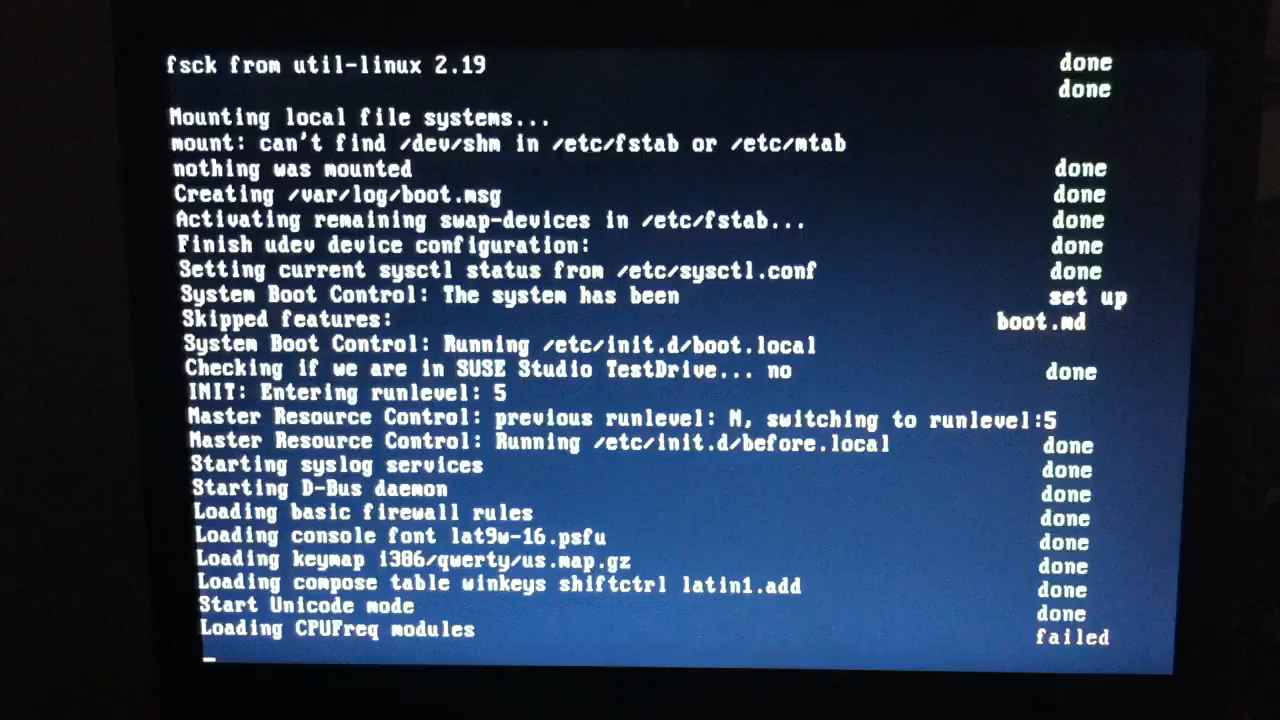 fsck from util-linux 2.19 done
done
Mounting local file systems...
mount: can't find /dev/shm in /etc/fstab or /etc/mtab
nothing was mounted done
Creating /var/log/boot.msg done
Activating remaining swap-devices in /etc/fstab... done
Finish udev device configuration: done
Setting current sysctl status from /etc/sysctl.conf done
System Boot Control: The system has been set up
Skipped features: boot.md
System Boot Control: Running /etc/init.d/boot.local
Checking if we are in SUSE Studio TestDrive... no done
INIT: Entering runlevel: 5
Master Resource Control: previous runlevel: N, switching to runlevel:5
Master Resource Control: Running /etc/init.d/before.local done
Starting syslog services done
Starting D-Bus daemon done
Loading basic firewall rules done
Loading console font lat9w-16.psfu done
Loading keymap i386/qwerty/us.map.gz done
Loading compose table winkeys shiftctrl latin1.add done
Start Unicode mode done
Loading CPUFreq modules failed